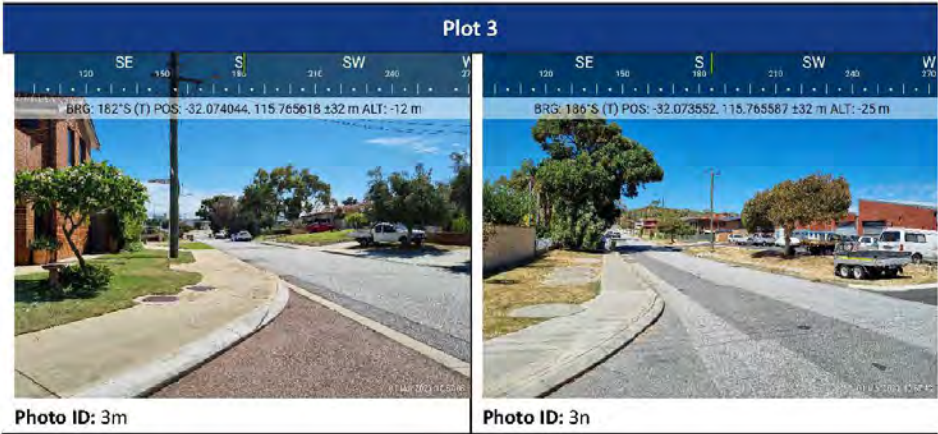 Plot 3
SE S SW W
120 150 180 210 240 27
BRG: 182°S (T) POS: -32.074044, 115.765618 ±32 m ALT: -12 m
Photo ID: 3m
SE S SW W
120 150 180 210 240 270
BRG: 186°S (T) POS: -32.073552, 115.765587 ±32 m ALT: -25 m
Photo ID: 3n